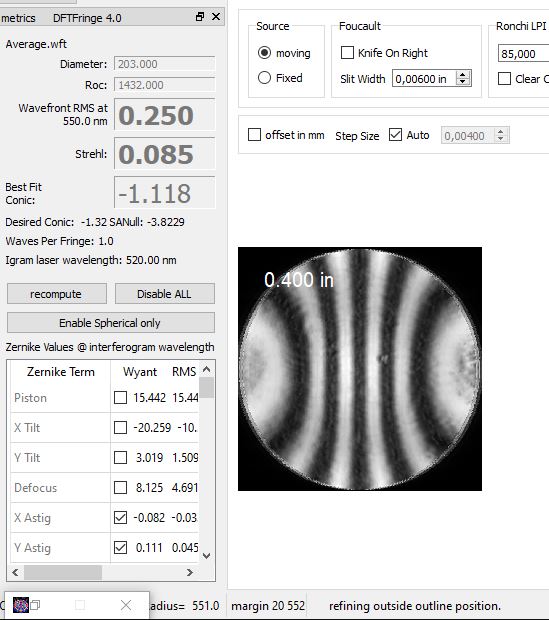 metrics DFTFringe 4.0
Average.wft
Diameter: 203.000
Roc: 1432.000
Wavefront RMS at
550.0 nm 0.250
Strehl: 0.085
Best Fit
Conic: -1.118
Desired Conic: -1.32 SANull: -3.8229
Waves Per Fringe: 1.0
Igram laser wavelength: 520.00 nm
recompute Disable ALL
Enable Spherical only
Zernike Values @ interferogram wavelength
Zernike Term Wyant RMS
Piston 15.442 15.44
X Tilt -20.259 -10.
Y Tilt 3.019 1.509
Defocus 8.125 4.691
X Astig -0.082 -0.03
Y Astig 0.111 0.045
Source Foucault Ronchi LPI
moving Knife On Right 85,000
Fixed Slit Width 0,00600 in Clear C
offset in mm Step Size Auto 0,00400
0.400 in
adius= 551.0 margin 20 552 refining outside outline position.